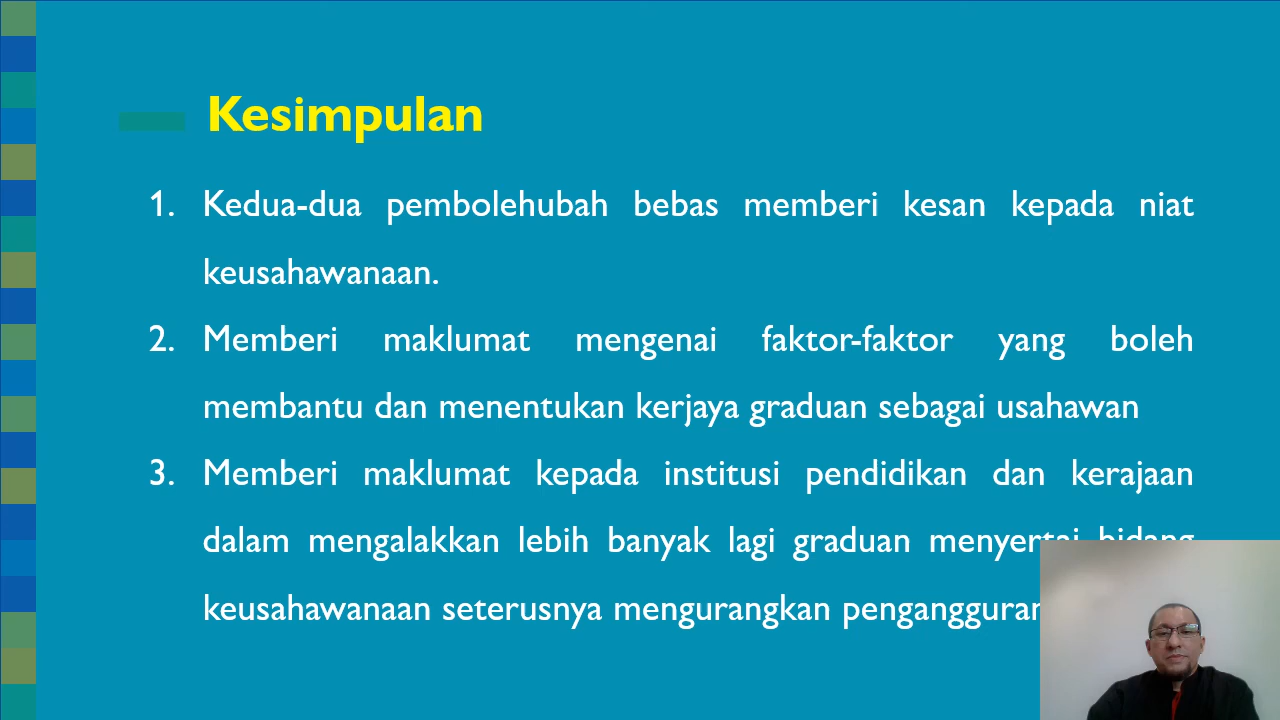 Kesimpulan
1. Kedua-dua pembolehubah bebas memberi kesan kepada niat
keusahawanaan.
2. Memberi maklumat mengenai faktor-faktor yang boleh
membantu dan menentukan kerjaya graduan sebagai usahawan
3. Memberi maklumat kepada institusi pendidikan dan kerajaan
dalam mengalakkan lebih banyak lagi graduan menyertai bidang
keusahawanaan seterusnya mengurangkan pengangguran